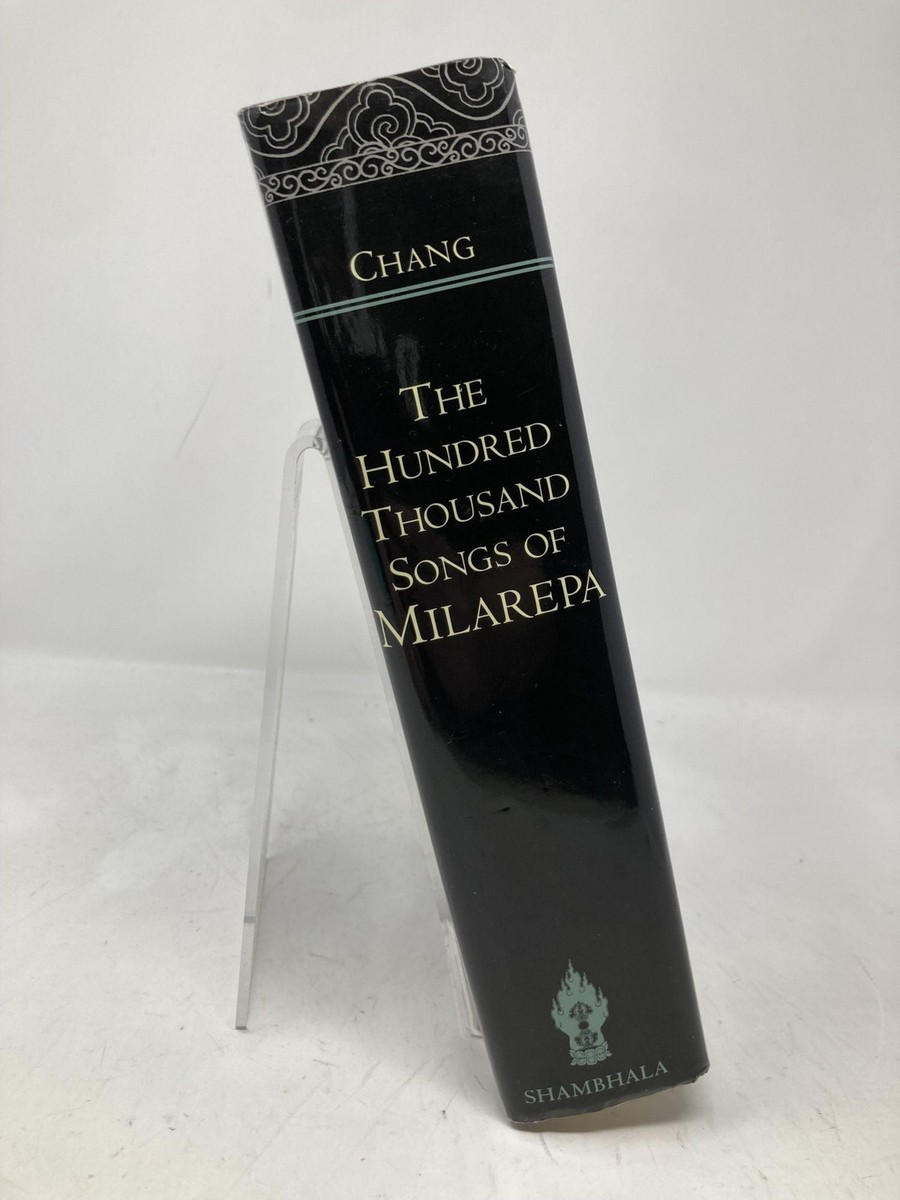 CHANG
THE
HUNDRED
THOUSAND
SONGS OF
MILAREPA
SHAMBHALA